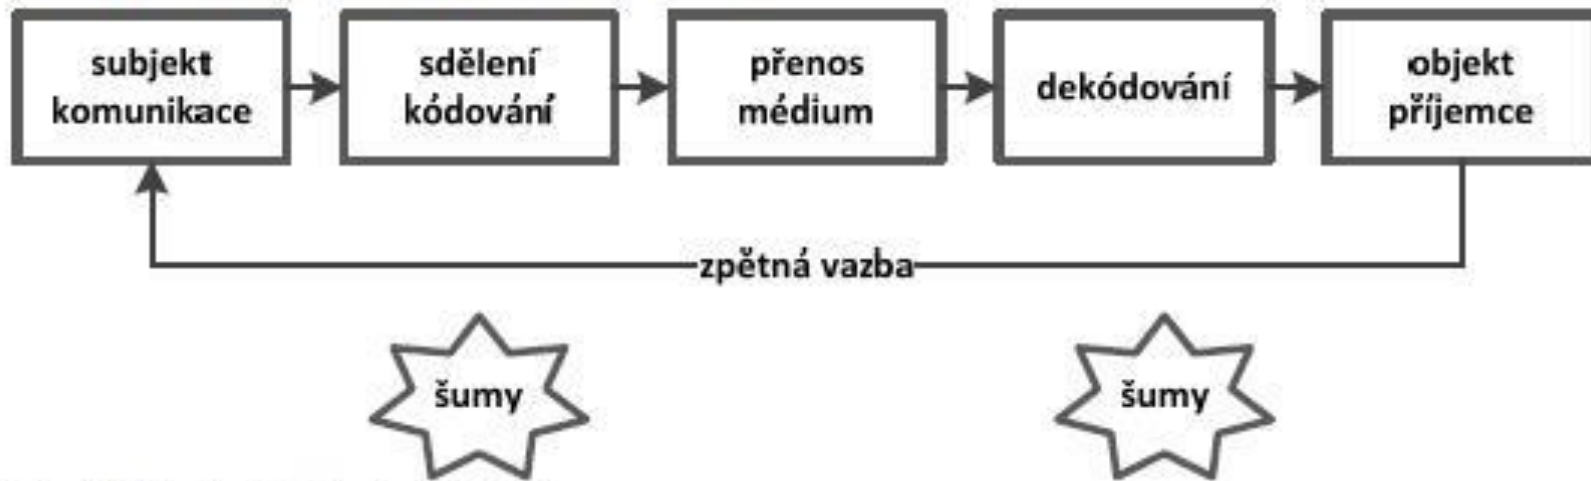 subjekt
komunikace
sdělení
kódování
přenos
médium
dekódování
objekt
příjemce
zpětná vazba
šumy
šumy